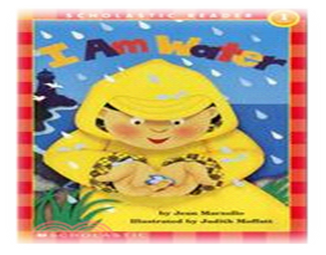 SCHOLASTIC READER
1
I Am Water
by Jean Marzollo
Illustrated by Judith Moffatt
SCHOLASTIC